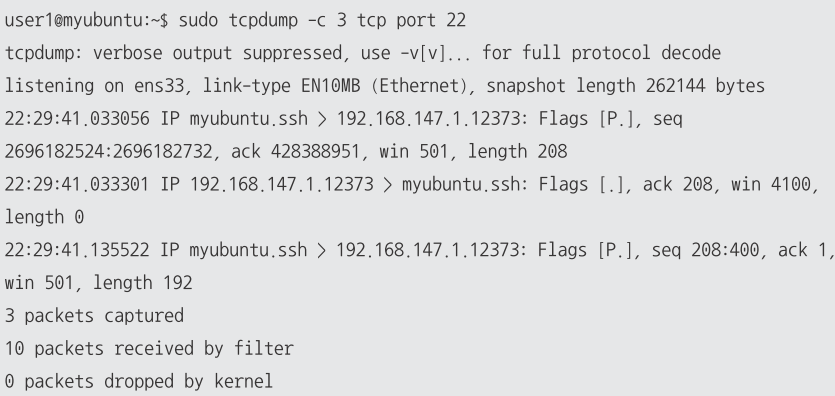 user1@myubuntu:~$ sudo tcpdump -c 3 tcp port 22
tcpdump: verbose output suppressed, use -v[v]... for full protocol decode
listening on ens33, link-type EN10MB (Ethernet), snapshot length 262144 bytes
22:29:41.033056 IP myubuntu.ssh > 192.168.147.1.12373: Flags [P.], seq
2696182524:2696182732, ack 428388951, win 501, length 208
22:29:41.033301 IP 192.168.147.1.12373 > myubuntu.ssh: Flags [.], ack 208, win 4100,
length 0
22:29:41.135522 IP myubuntu.ssh > 192.168.147.1.12373: Flags [P.], seq 208:400, ack 1,
win 501, length 192
3 packets captured
10 packets received by filter
0 packets dropped by kernel